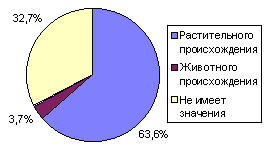 32,7%
3,7%
63,6%
Растительного
происхождения
Животного
происхождения
Не имеет
значения